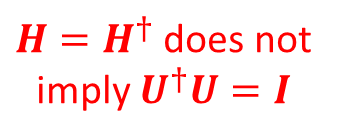 H = H† does not
imply U†U = I